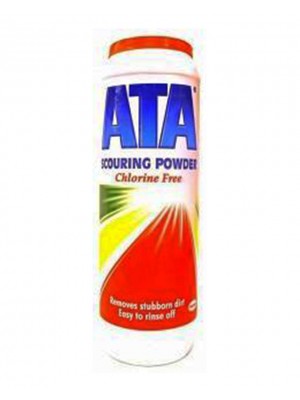 ATA
SCOURING POWDER
Chlorine Free
Removes stubborn dirt
Easy to rinse off